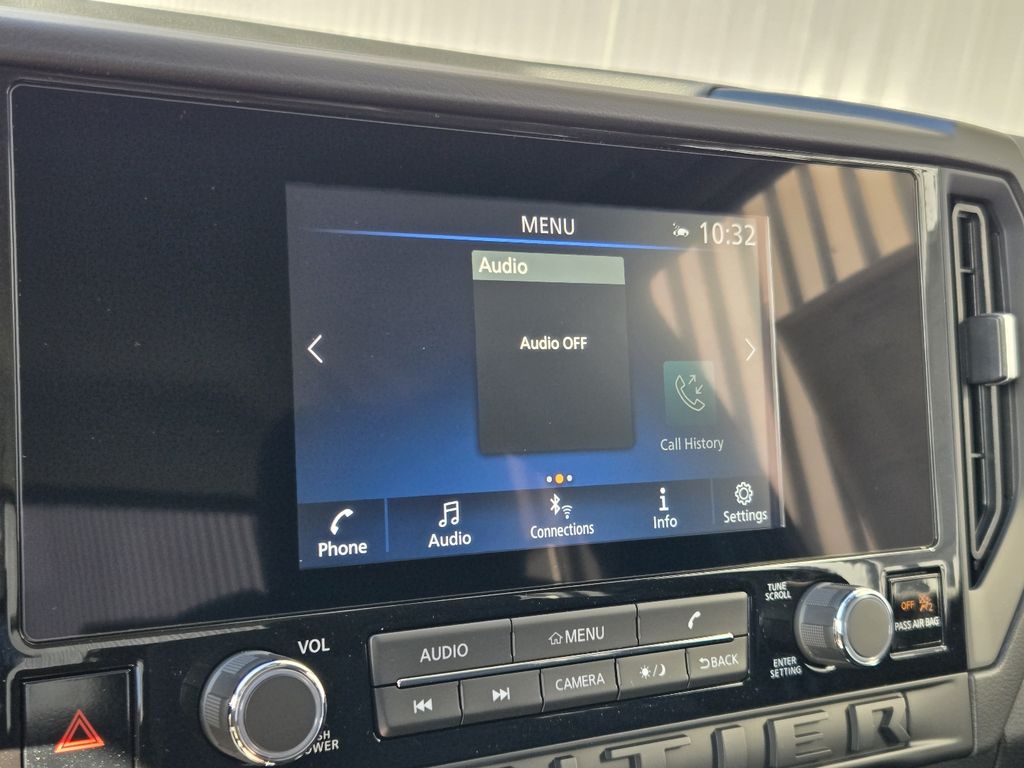 MENU
10:32
Audio
Audio OFF
Call History
Phone
Audio
Connections
Info
Settings
VOL
AUDIO
MENU
CAMERA
BACK
TUNE
SCROLL
ENTER
SETTING
OFF
PASS AIR BAG